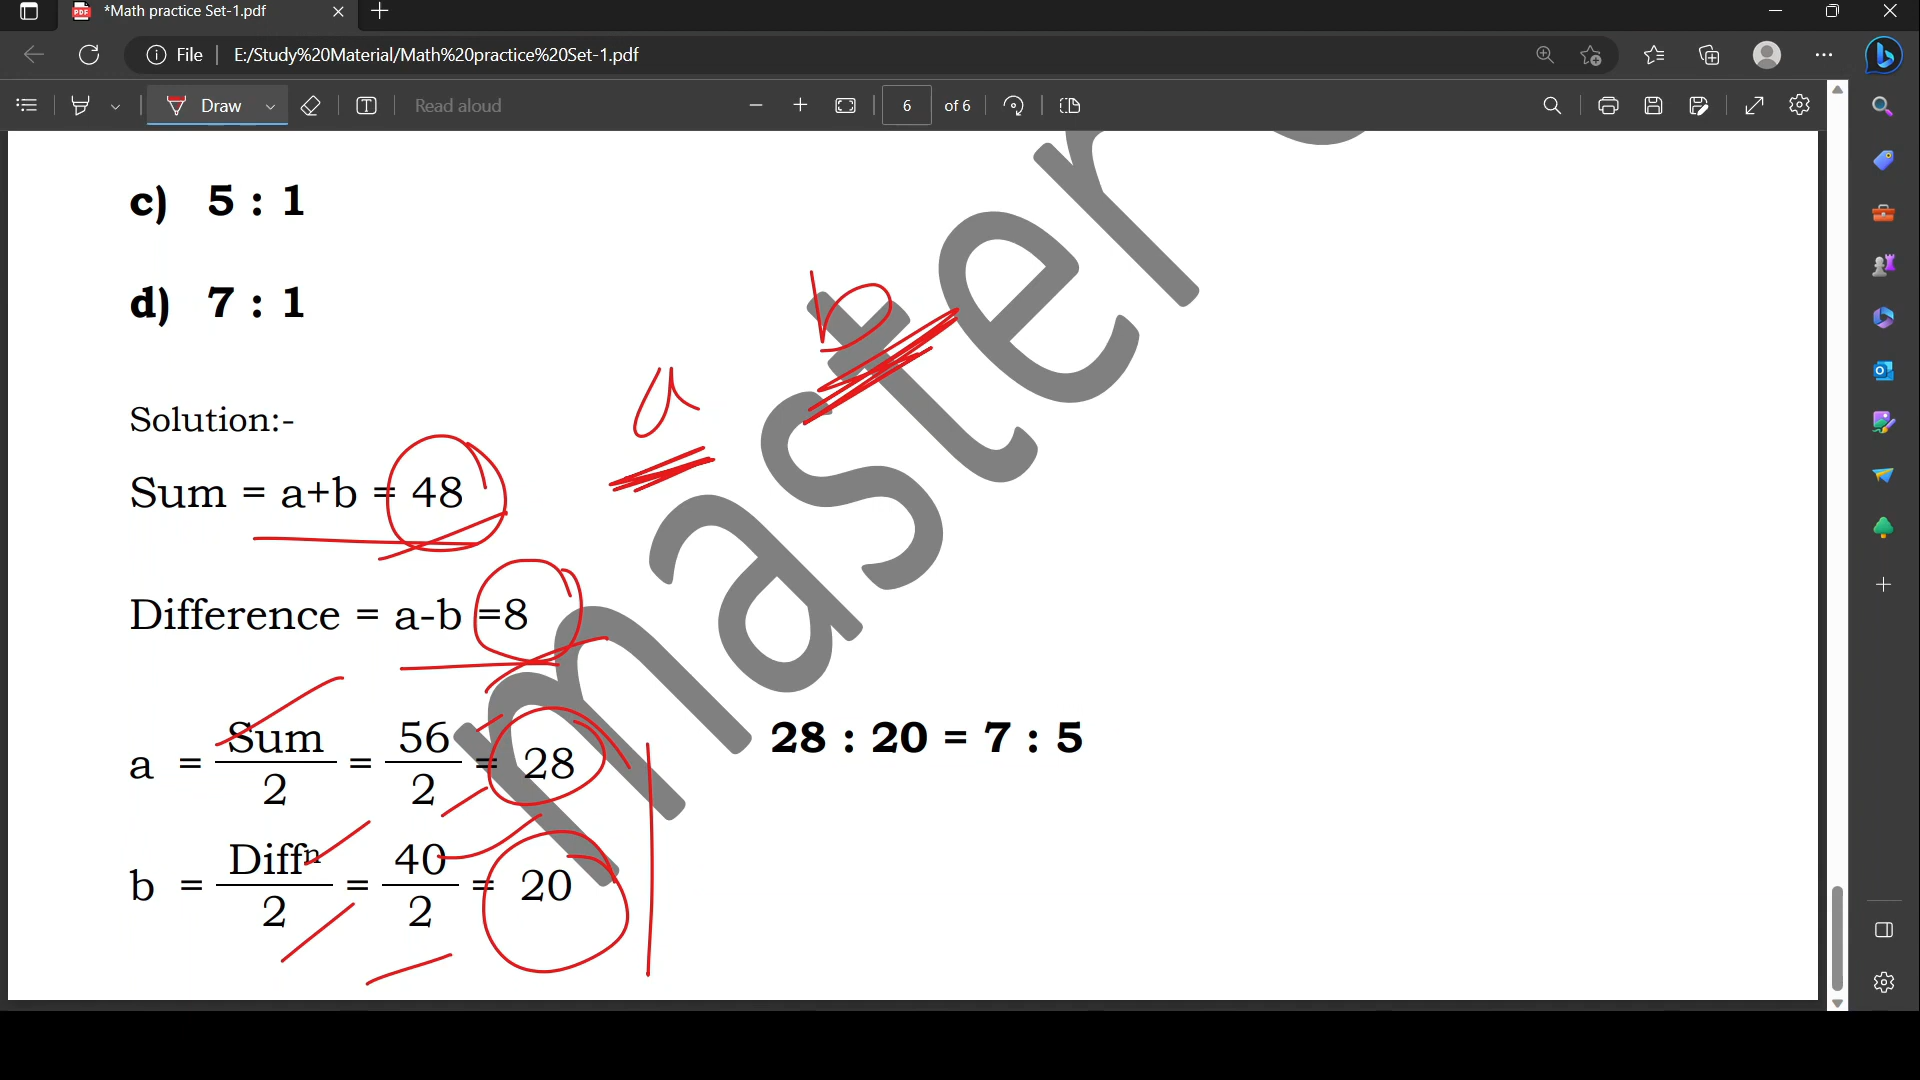 *Math practice Set-1.pdf
File
E:/Study%20Material/Math%20practice%20Set-1.pdf
Draw
Read aloud
6 of 6
c) 5 : 1
d) 7 : 1
b
a
master
Solution:-
Sum = a+b = 48
Difference = a-b =8
a = Sum/2 = 56/2 = 28
28 : 20 = 7 : 5
b = Diffⁿ/2 = 40/2 = 20